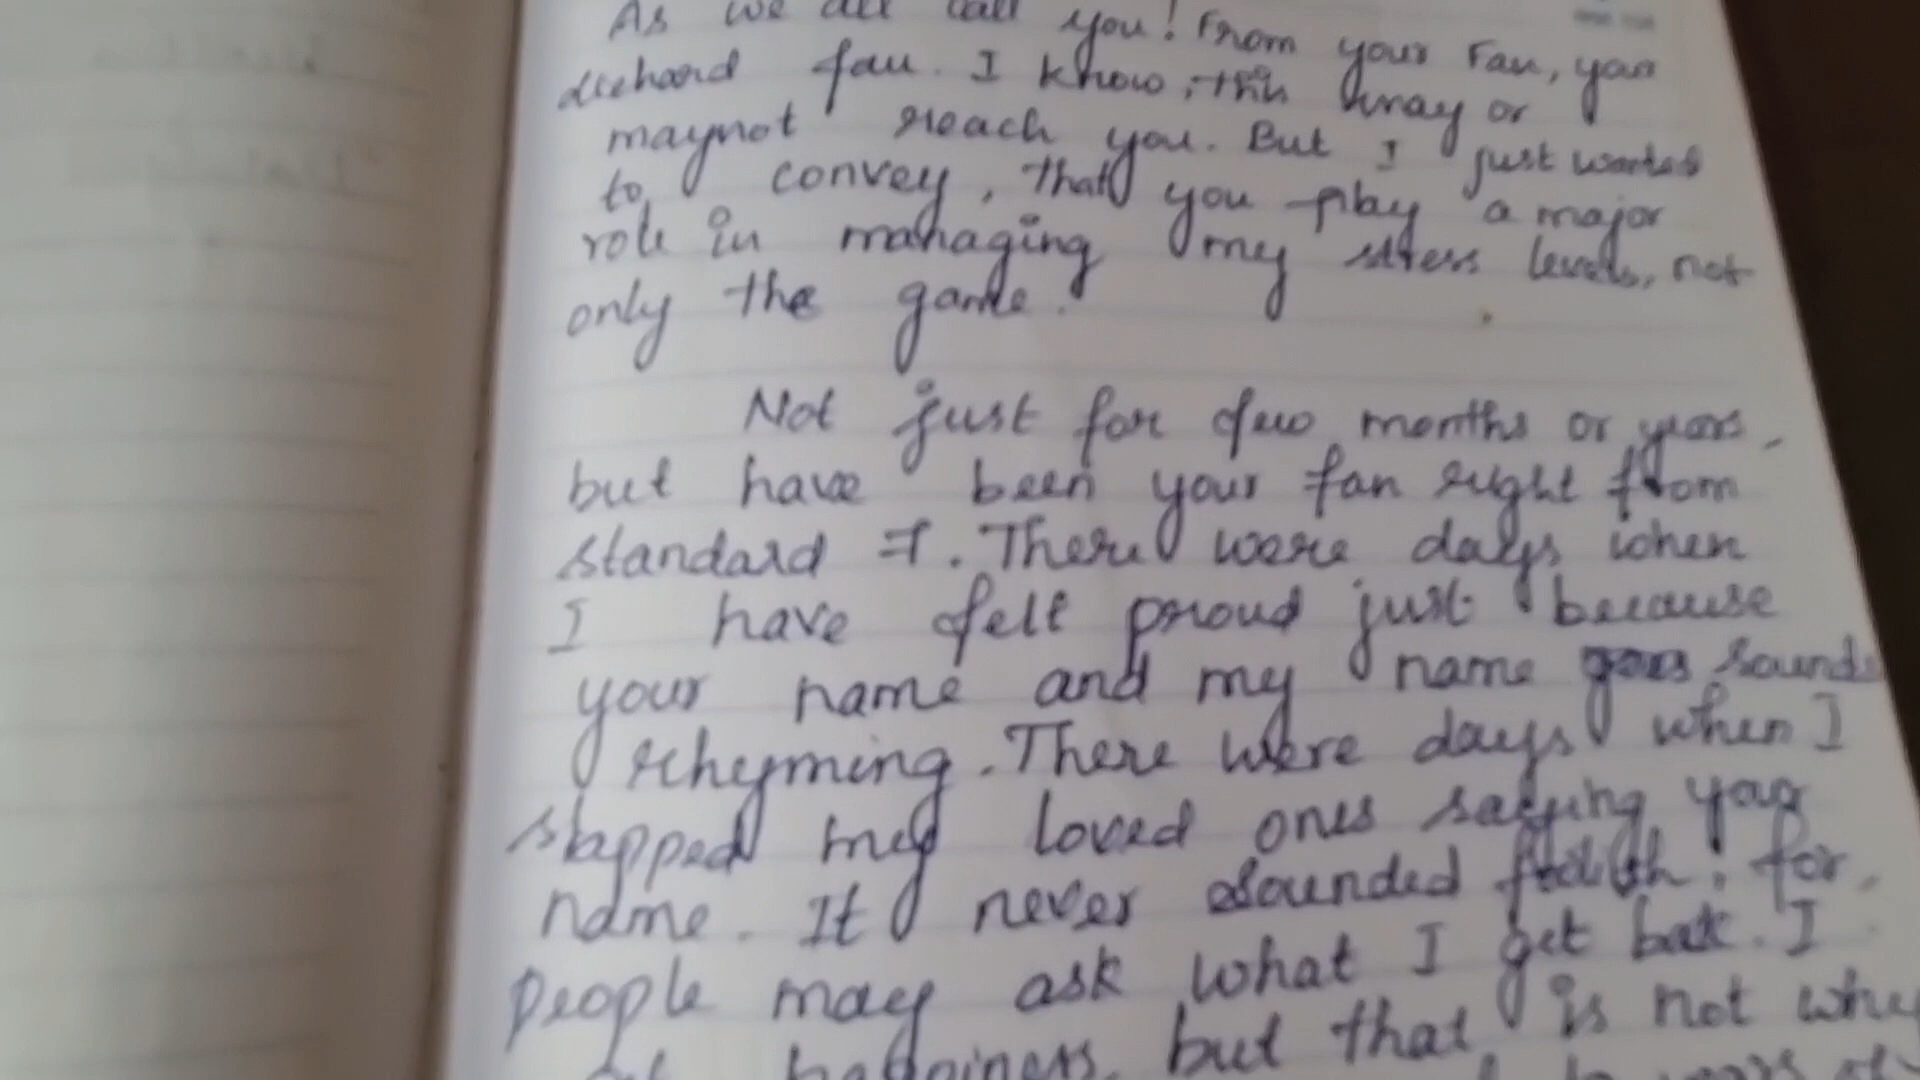 As we all call you! From your Fan, your
diehard fan. I know, this may or
maynot reach you. But I just wanted
to convey, that you play a major
role in managing my stress levels, not
only the game.
Not just for few months or years,
but have been your fan right from
standard 7. There were days when
I have felt proud just because
your name and my name sounds
rhyming. There were days when I
slapped my loved ones saying your
name. It never sounded foolish. for,
people may ask what I get back. I
happiness, but that is not why